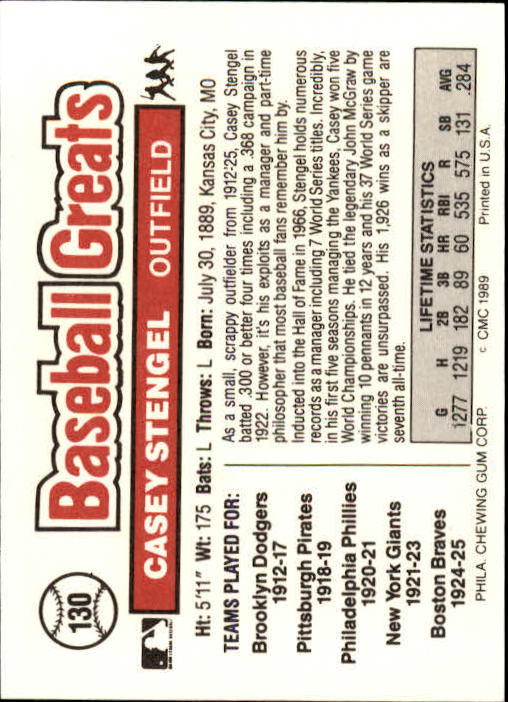 130
Baseball Greats
CASEY STENGEL OUTFIELD
Ht: 5'11" Wt: 175 Bats: L Throws: L Born: July 30, 1889, Kansas City, MO
TEAMS PLAYED FOR:
Brooklyn Dodgers
1912-17
Pittsburgh Pirates
1918-19
Philadelphia Phillies
1920-21
New York Giants
1921-23
Boston Braves
1924-25
As a small, scrappy outfielder from 1912-25, Casey Stengel
batted .300 or better four times including a .368 campaign in
1922. However, it's his exploits as a manager and part-time
philosopher that most baseball fans remember him by.
Inducted into the Hall of Fame in 1966, Stengel holds numerous
records as a manager including 7 World Series titles. Incredibly,
in his first five seasons managing the Yankees, Casey won five
World Championships. He tied the legendary John McGraw by
winning 10 pennants in 12 years and his 37 World Series game
victories are unsurpassed. His 1,926 wins as a skipper are
seventh all-time.
LIFETIME STATISTICS
G H 2B 3B HR RBI R SB AVG
1277 1219 182 89 60 535 575 131 .284
PHILA. CHEWING GUM CORP. © CMC 1989 Printed in U.S.A.